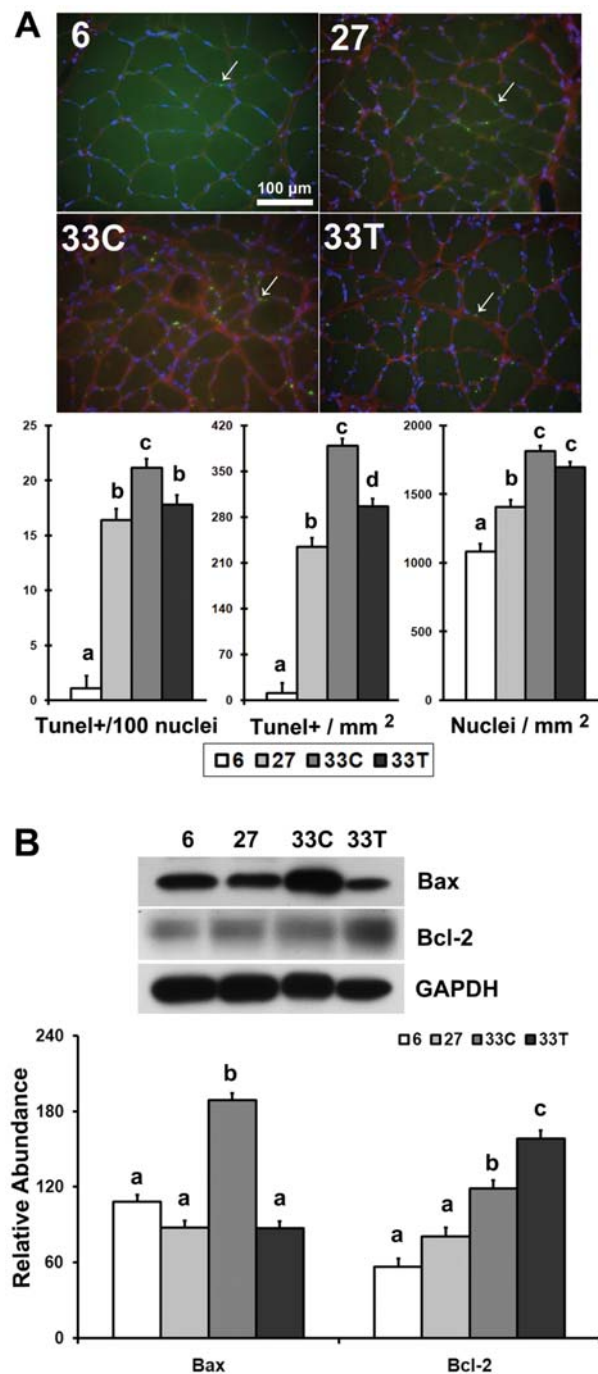 A
6
27
100 µm
33C
33T
25
20
15
10
5
0
a
b
c
b
Tunel+/100 nuclei
420
350
280
210
140
70
0
a
b
c
d
Tunel+ / mm 2
2000
1500
1000
500
0
a
b
c
c
Nuclei / mm 2
6 27 33C 33T
B
6 27 33C 33T
Bax
Bcl-2
GAPDH
6 27 33C 33T
Relative Abundance
240
180
120
60
0
a
a
b
a
a
a
b
c
Bax Bcl-2